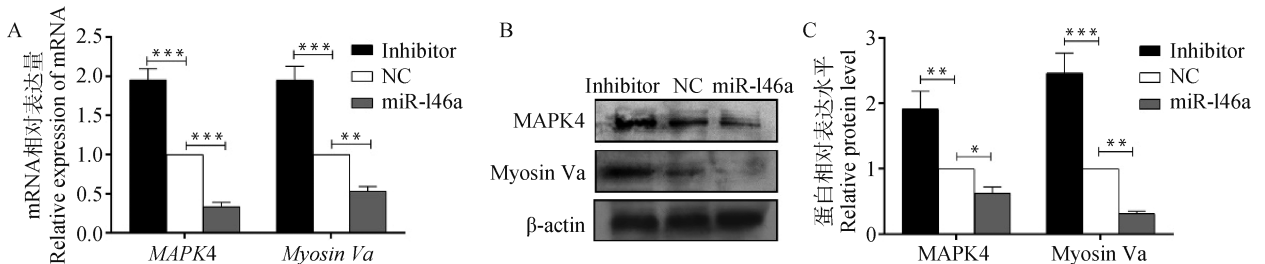 A
mRNA相对表达量
Relative expression of mRNA
2.5
2.0
1.5
1.0
0.5
0.0
***
***
***
**
Inhibitor
NC
miR-l46a
MAPK4
Myosin Va
B
Inhibitor NC miR-l46a
MAPK4
Myosin Va
β-actin
C
蛋白相对表达水平
Relative protein level
3
2
1
0
**
*
***
**
Inhibitor
NC
miR-l46a
MAPK4
Myosin Va